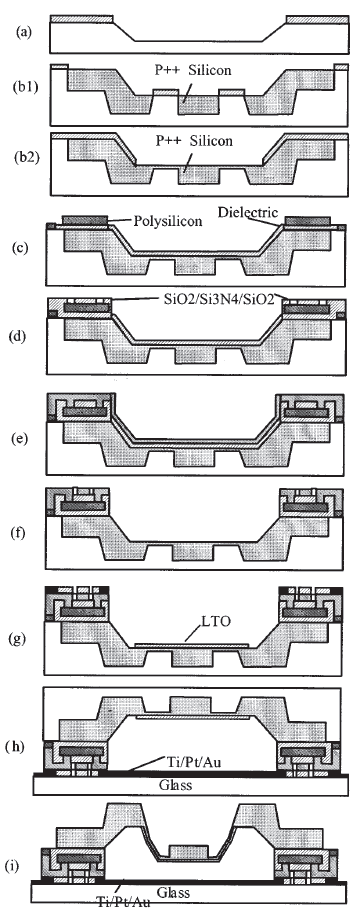 (a)
(b1)
P++ Silicon
(b2)
P++ Silicon
(c)
Polysilicon
Dielectric
(d)
SiO2/Si3N4/SiO2
(e)
(f)
(g)
LTO
(h)
Ti/Pt/Au
Glass
(i)
Glass
Ti/Pt/Au